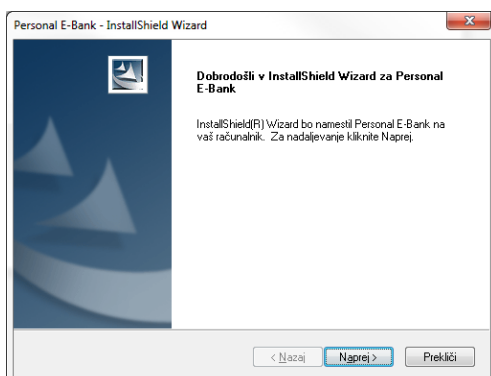 Personal E-Bank - InstallShield Wizard
Dobrodošli v InstallShield Wizard za Personal
E-Bank
InstallShield(R) Wizard bo namestil Personal E-Bank na
vaš računalnik. Za nadaljevanje kliknite Naprej.
< Nazaj
Naprej >
Prekliči